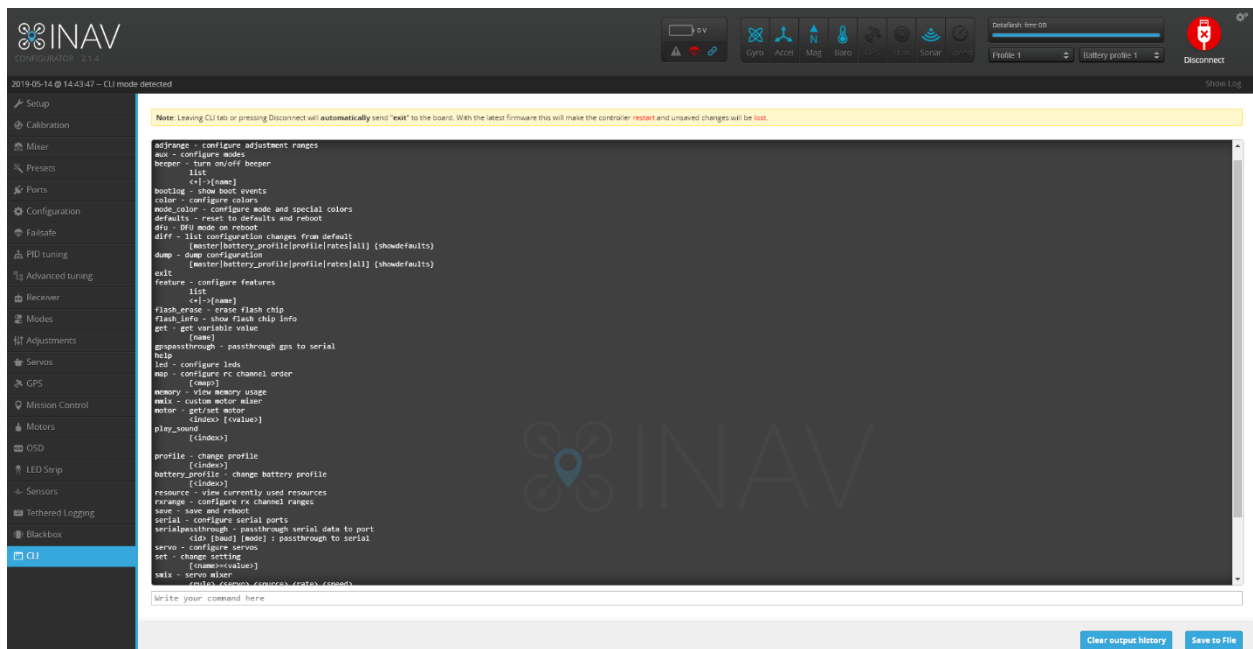 INAV
CONFIGURATOR 2.1.4
0 V
Gyro Accel Mag Baro Sonar
Dataflash: free 0B
Profile 1
Battery profile 1
Disconnect
2019-05-14 @ 14:43:47 -- CLI mode detected
Show Log
Setup
Calibration
Mixer
Presets
Ports
Configuration
Failsafe
PID tuning
Advanced tuning
Receiver
Modes
Adjustments
Servos
GPS
Mission Control
Motors
OSD
LED Strip
Sensors
Tethered Logging
Blackbox
CLI
Note: Leaving CLI tab or pressing Disconnect will automatically send "exit" to the board. With the latest firmware this will make the controller restart and unsaved changes will be lost.
adjrange - configure adjustment ranges
aux - configure modes
beeper - turn on/off beeper
list
<+|->[name]
bootlog - show boot events
color - configure colors
mode_color - configure mode and special colors
defaults - reset to defaults and reboot
dfu - DFU mode on reboot
diff - list configuration changes from default
[master|battery_profile|profile|rates|all] {showdefaults}
dump - dump configuration
[master|battery_profile|profile|rates|all] {showdefaults}
exit
feature - configure features
list
<+|->[name]
flash_erase - erase flash chip
flash_info - show flash chip info
get - get variable value
[name]
gpspassthrough - passthrough gps to serial
help
led - configure leds
map - configure rc channel order
[<map>]
memory - view memory usage
mmix - custom motor mixer
motor - get/set motor
<index> [<value>]
play_sound
[<index>]
profile - change profile
[<index>]
battery_profile - change battery profile
[<index>]
resource - view currently used resources
rxrange - configure rx channel ranges
save - save and reboot
serial - configure serial ports
serialpassthrough - passthrough serial data to port
<id> [baud] [mode] : passthrough to serial
servo - configure servos
set - change setting
[<name>=<value>]
smix - servo mixer
<rule> <servo> <source> <rate> <speed>
INAV
Write your command here
Clear output history
Save to File